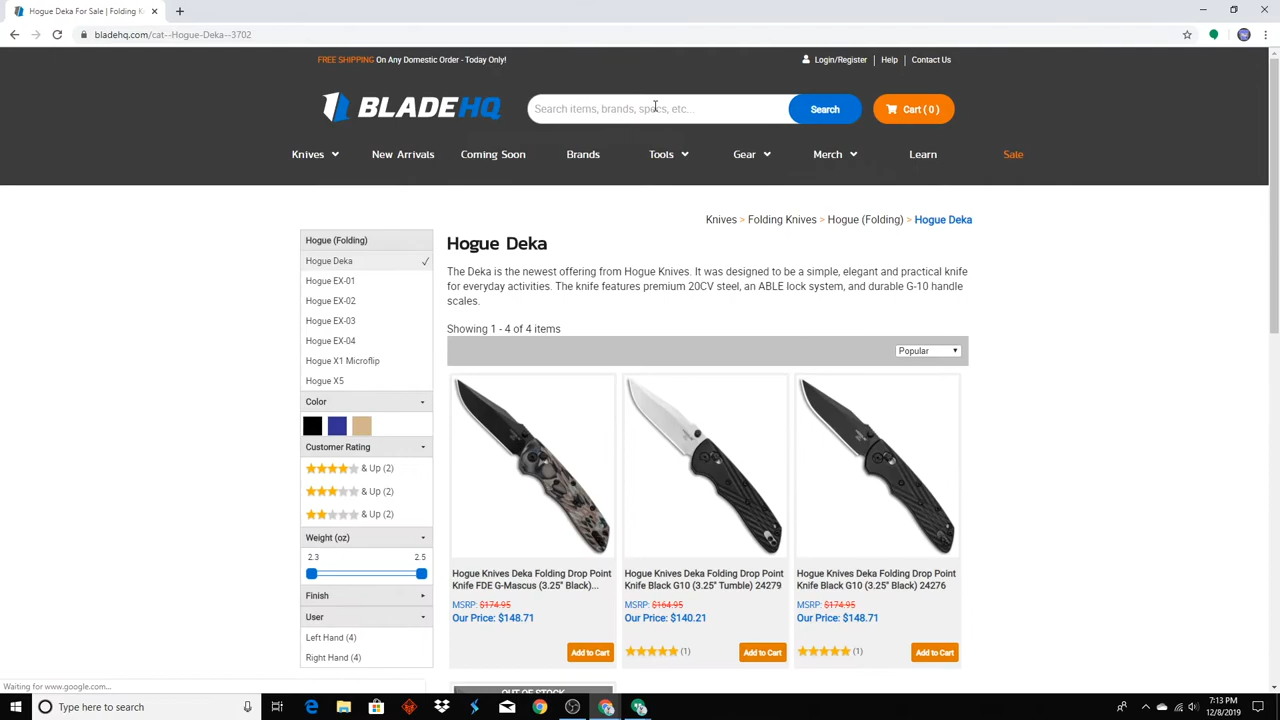 Hogue Deka For Sale | Folding K
bladehq.com/cat--Hogue-Deka--3702
FREE SHIPPING On Any Domestic Order - Today Only!
Login/Register | Help | Contact Us
BLADEHQ
Search items, brands, specs, etc...
Search
Cart ( 0 )
Knives
New Arrivals
Coming Soon
Brands
Tools
Gear
Merch
Learn
Sale
Knives > Folding Knives > Hogue (Folding) > Hogue Deka
Hogue (Folding)
Hogue Deka
Hogue EX-01
Hogue EX-02
Hogue EX-03
Hogue EX-04
Hogue X1 Microflip
Hogue X5
Color
Customer Rating
& Up (2)
& Up (2)
& Up (2)
Weight (oz)
2.3 2.5
Finish
User
Left Hand (4)
Right Hand (4)
Hogue Deka
The Deka is the newest offering from Hogue Knives. It was designed to be a simple, elegant and practical knife
for everyday activities. The knife features premium 20CV steel, an ABLE lock system, and durable G-10 handle
scales.
Showing 1 - 4 of 4 items
Popular
Hogue Knives Deka Folding Drop Point
Knife FDE G-Mascus (3.25" Black)...
MSRP: $174.95
Our Price: $148.71
Add to Cart
Hogue Knives Deka Folding Drop Point
Knife Black G10 (3.25" Tumble) 24279
MSRP: $164.95
Our Price: $140.21
(1)
Add to Cart
Hogue Knives Deka Folding Drop Point
Knife Black G10 (3.25" Black) 24276
MSRP: $174.95
Our Price: $148.71
(1)
Add to Cart
OUT OF STOCK
Waiting for www.google.com...
Type here to search
7:13 PM
12/8/2019